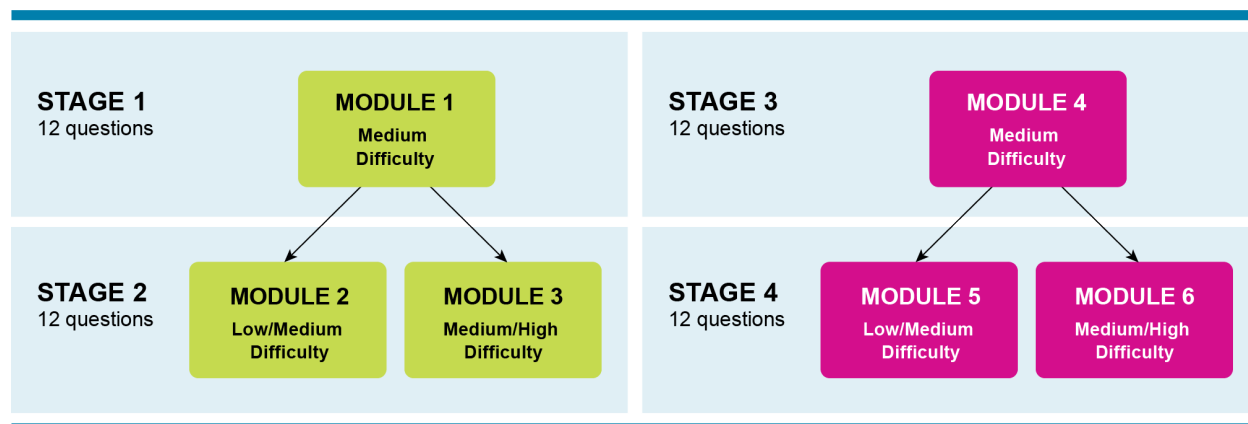 STAGE 1
12 questions
MODULE 1
Medium
Difficulty
STAGE 2
12 questions
MODULE 2
Low/Medium
Difficulty
MODULE 3
Medium/High
Difficulty
STAGE 3
12 questions
MODULE 4
Medium
Difficulty
STAGE 4
12 questions
MODULE 5
Low/Medium
Difficulty
MODULE 6
Medium/High
Difficulty